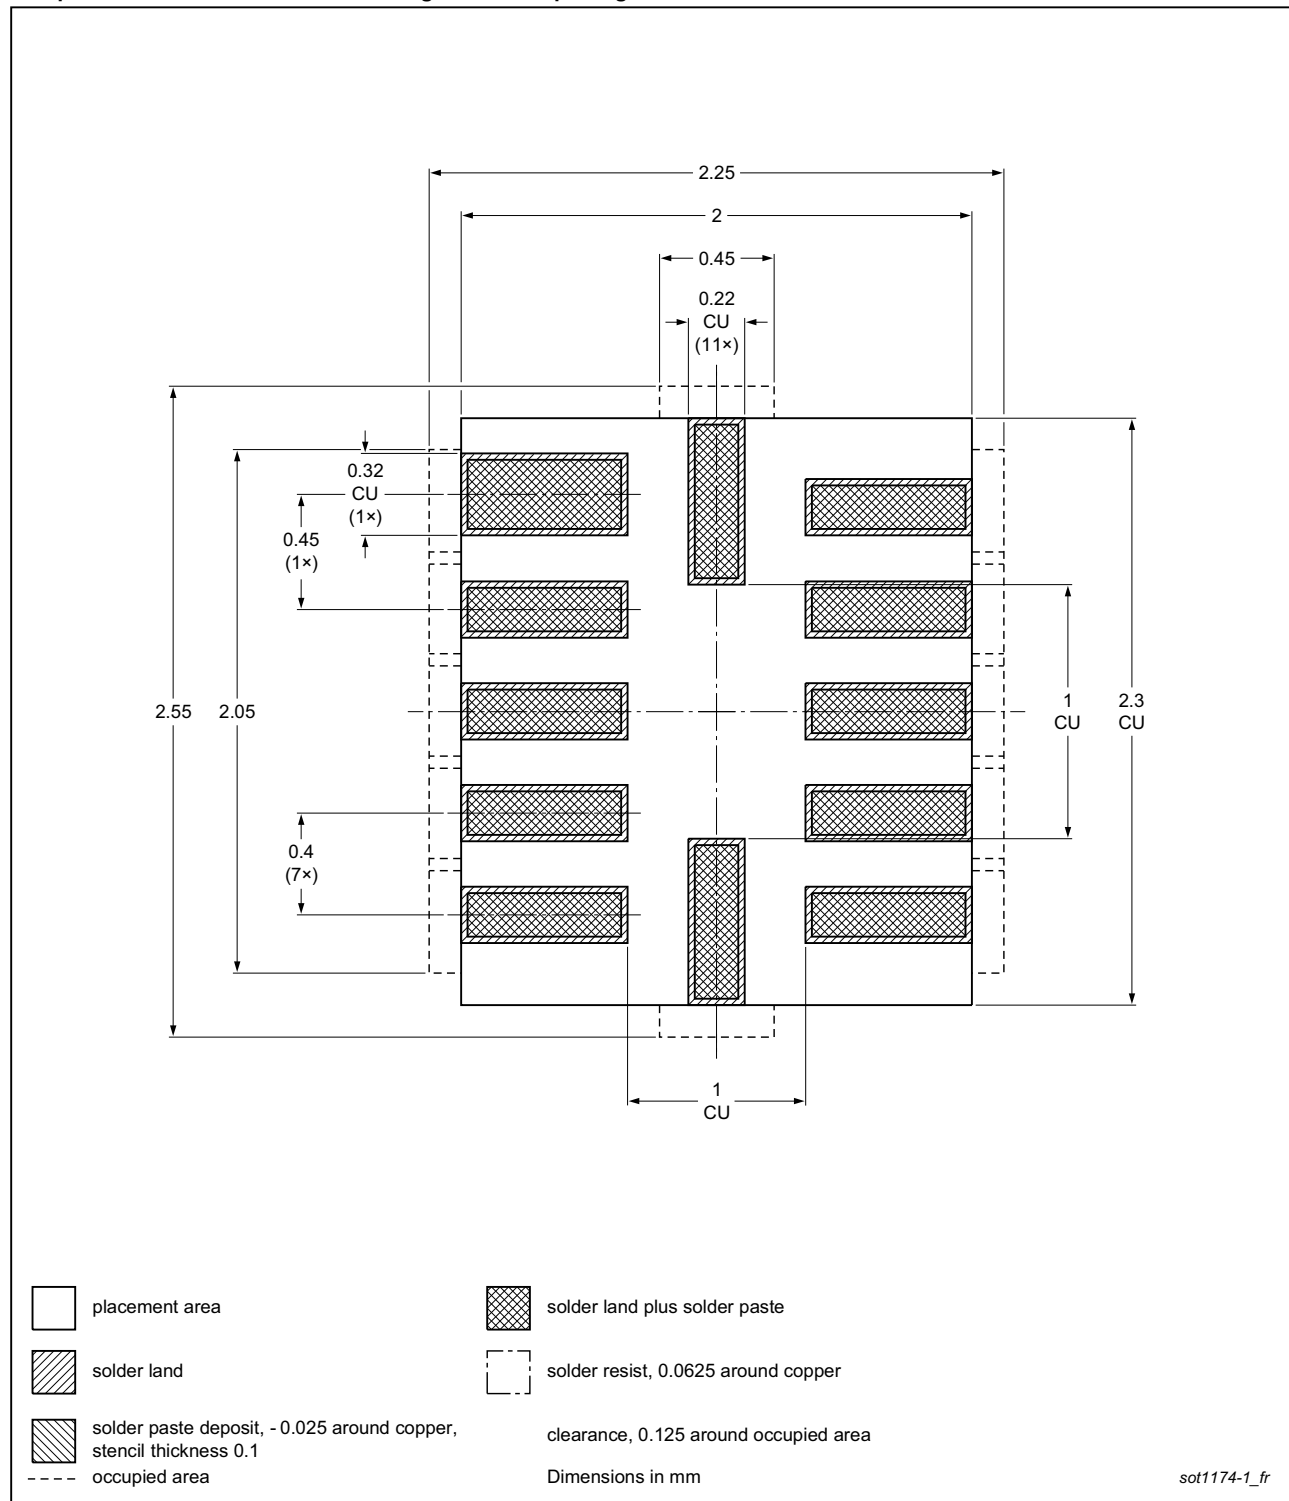 2.25
2
0.45
0.22
CU
(11×)
0.32
CU
(1×)
0.45
(1×)
2.55
2.05
1
CU
2.3
CU
0.4
(7×)
1
CU
placement area
solder land plus solder paste
solder land
solder resist, 0.0625 around copper
solder paste deposit, - 0.025 around copper,
stencil thickness 0.1
clearance, 0.125 around occupied area
occupied area
Dimensions in mm
sot1174-1_fr